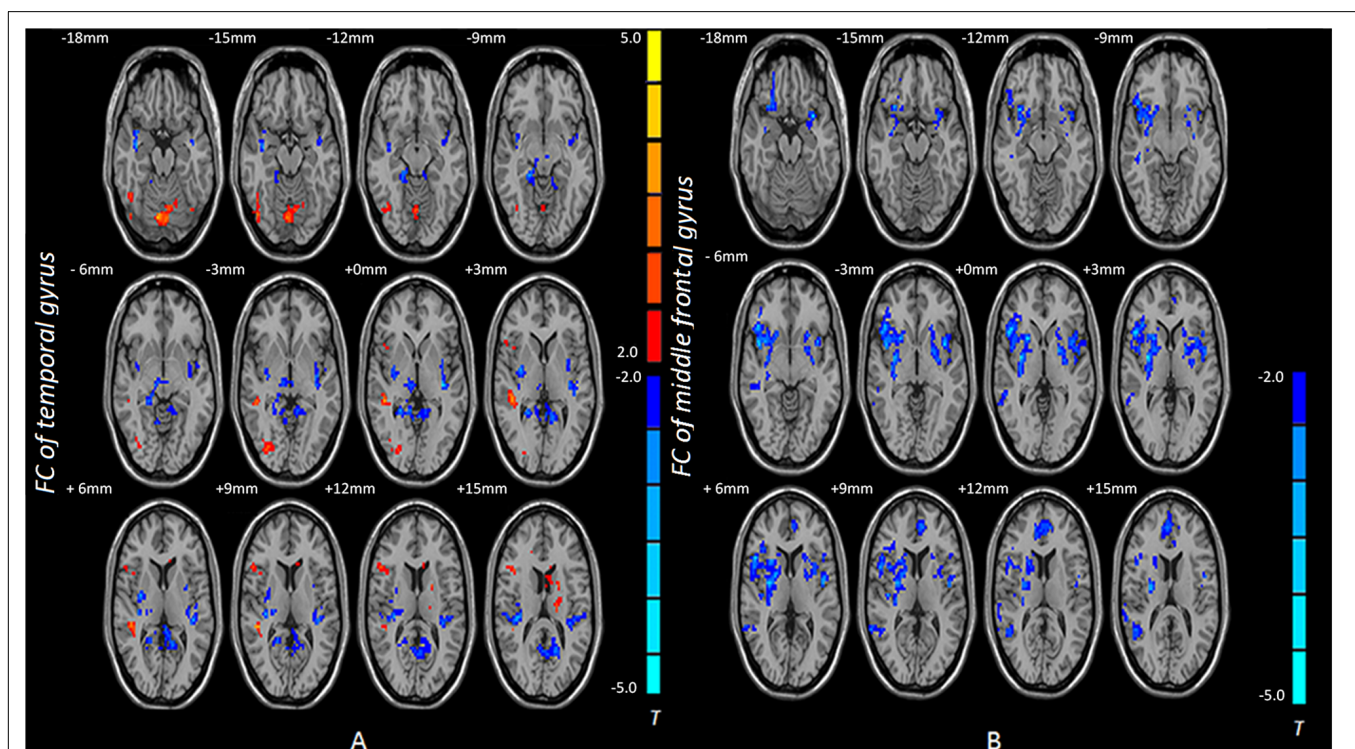 -18mm -15mm -12mm -9mm 5.0
FC of temporal gyrus
- 6mm -3mm +0mm +3mm 2.0
-2.0
+ 6mm +9mm +12mm +15mm
-5.0
T
A
-18mm -15mm -12mm -9mm
FC of middle frontal gyrus
- 6mm -3mm +0mm +3mm
-2.0
+ 6mm +9mm +12mm +15mm
-5.0
T
B